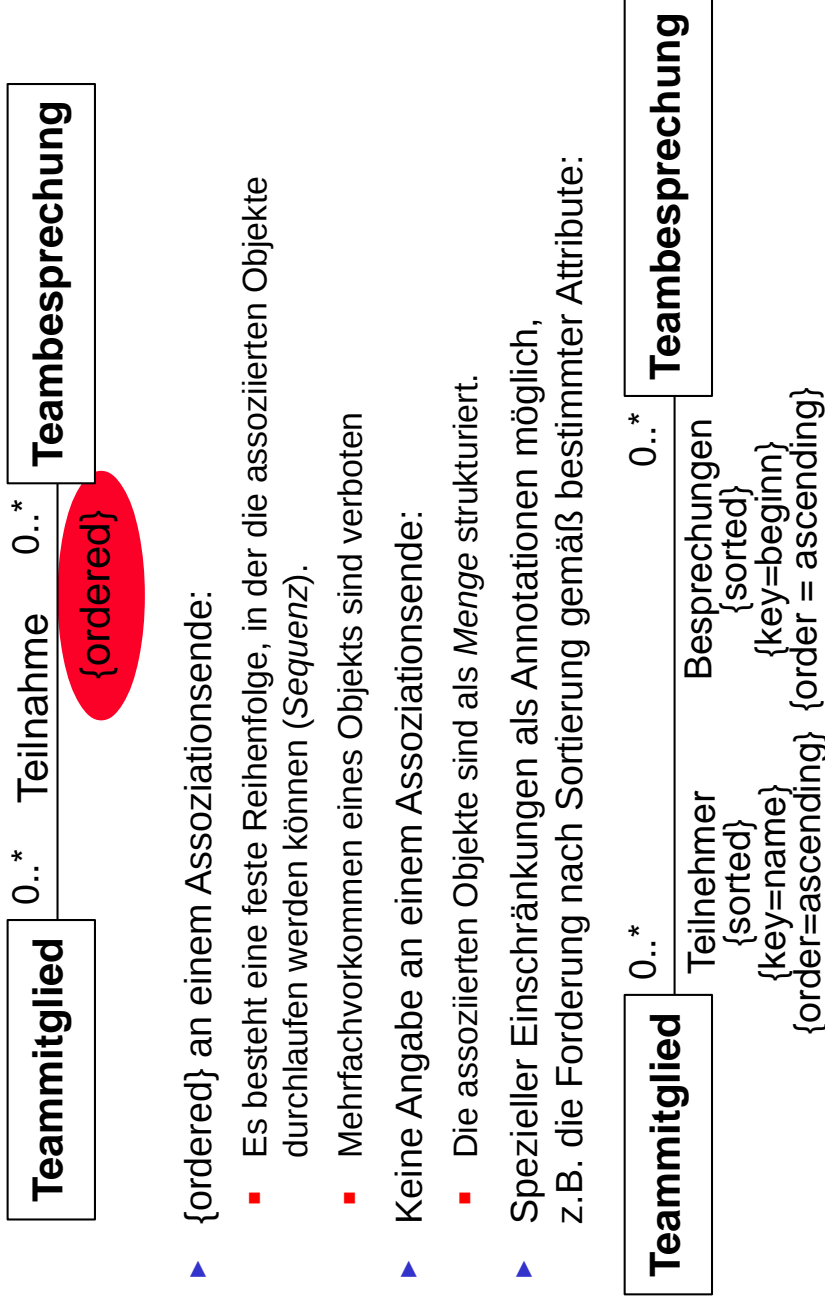 Teammitglied 0..* Teilnahme 0..* Teambesprechung
{ordered}
{ordered} an einem Assoziationsende:
Es besteht eine feste Reihenfolge, in der die assoziierten Objekte
durchlaufen werden können (Sequenz).
Mehrfachvorkommen eines Objekts sind verboten
Keine Angabe an einem Assoziationsende:
Die assoziierten Objekte sind als Menge strukturiert.
Spezieller Einschränkungen als Annotationen möglich,
z.B. die Forderung nach Sortierung gemäß bestimmter Attribute:
Teammitglied 0..* 0..* Teambesprechung
Teilnehmer
{sorted}
{key=name}
{order=ascending}
Besprechungen
{sorted}
{key=beginn}
{order = ascending}